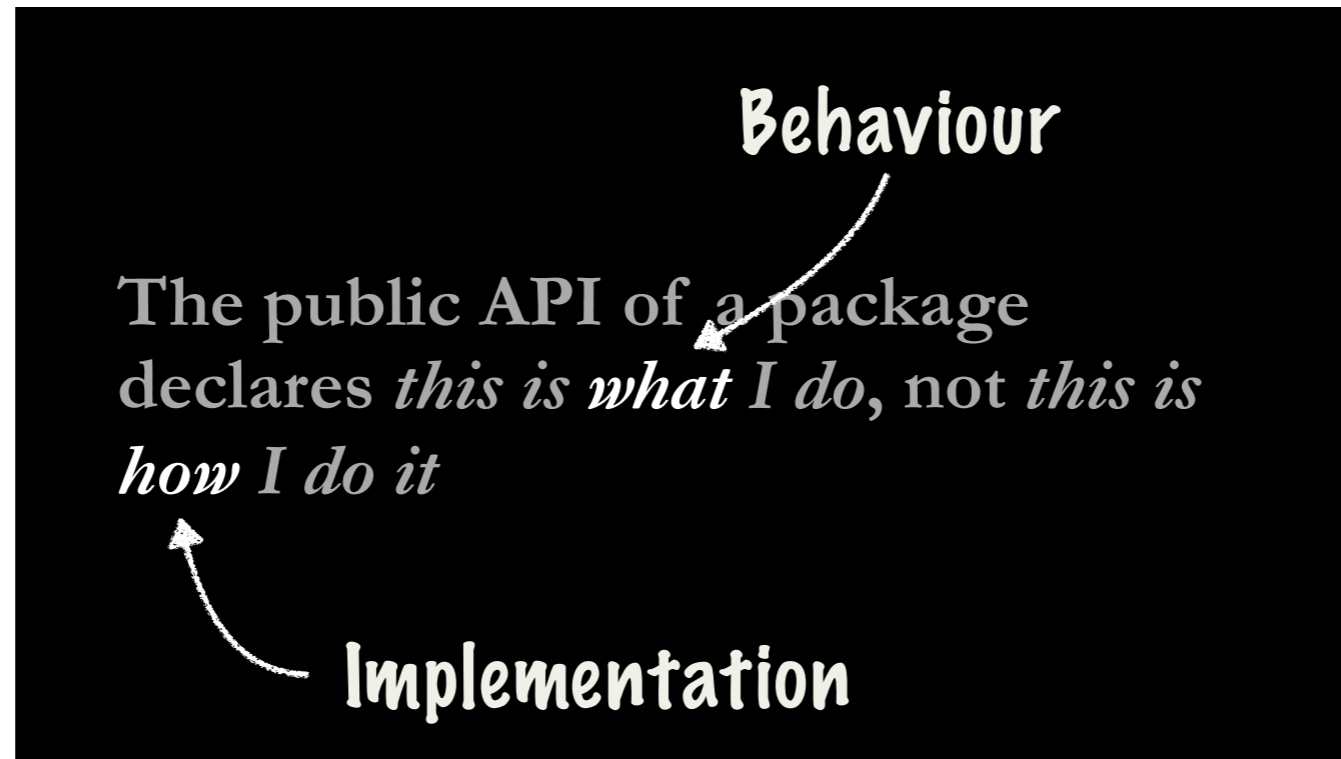 Behaviour
The public API of a package
declares this is what I do, not this is
how I do it
Implementation